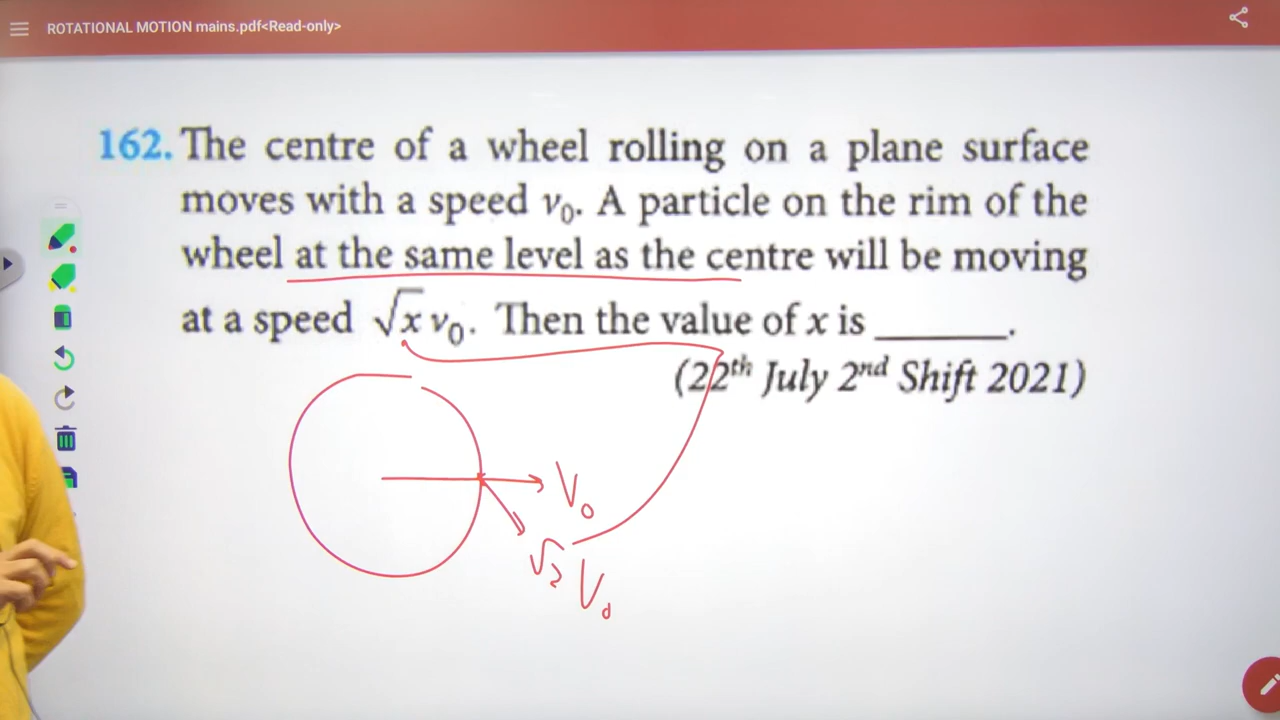 ROTATIONAL MOTION mains.pdf<Read-only>
162. The centre of a wheel rolling on a plane surface
moves with a speed v₀. A particle on the rim of the
wheel at the same level as the centre will be moving
at a speed √x v₀. Then the value of x is ______.
(22th July 2nd Shift 2021)
V₀
√2 V₀